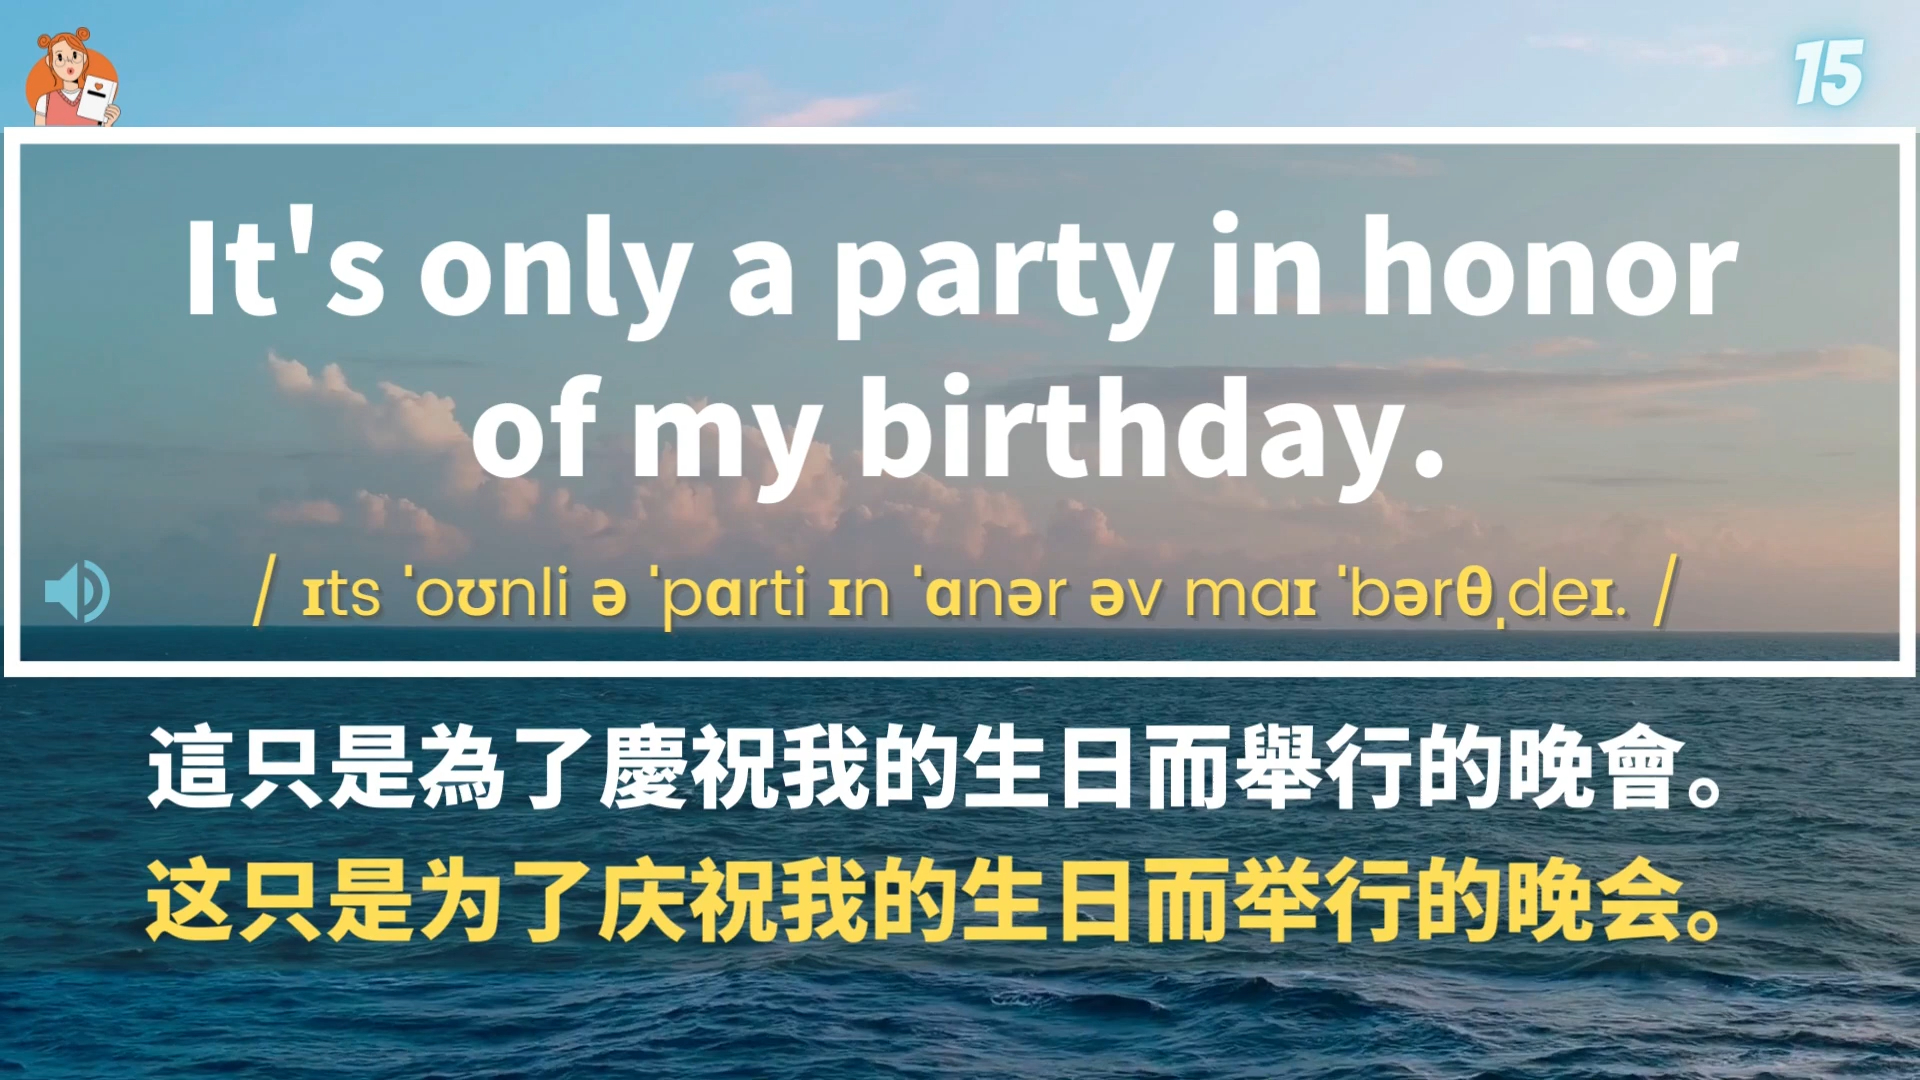 15
It's only a party in honor
of my birthday.
/ ɪts ˈoʊnli ə ˈpɑrti ɪn ˈɑnər əv maɪ ˈbərθˌdeɪ. /
這只是為了慶祝我的生日而舉行的晚會。
这只是为了庆祝我的生日而举行的晚会。